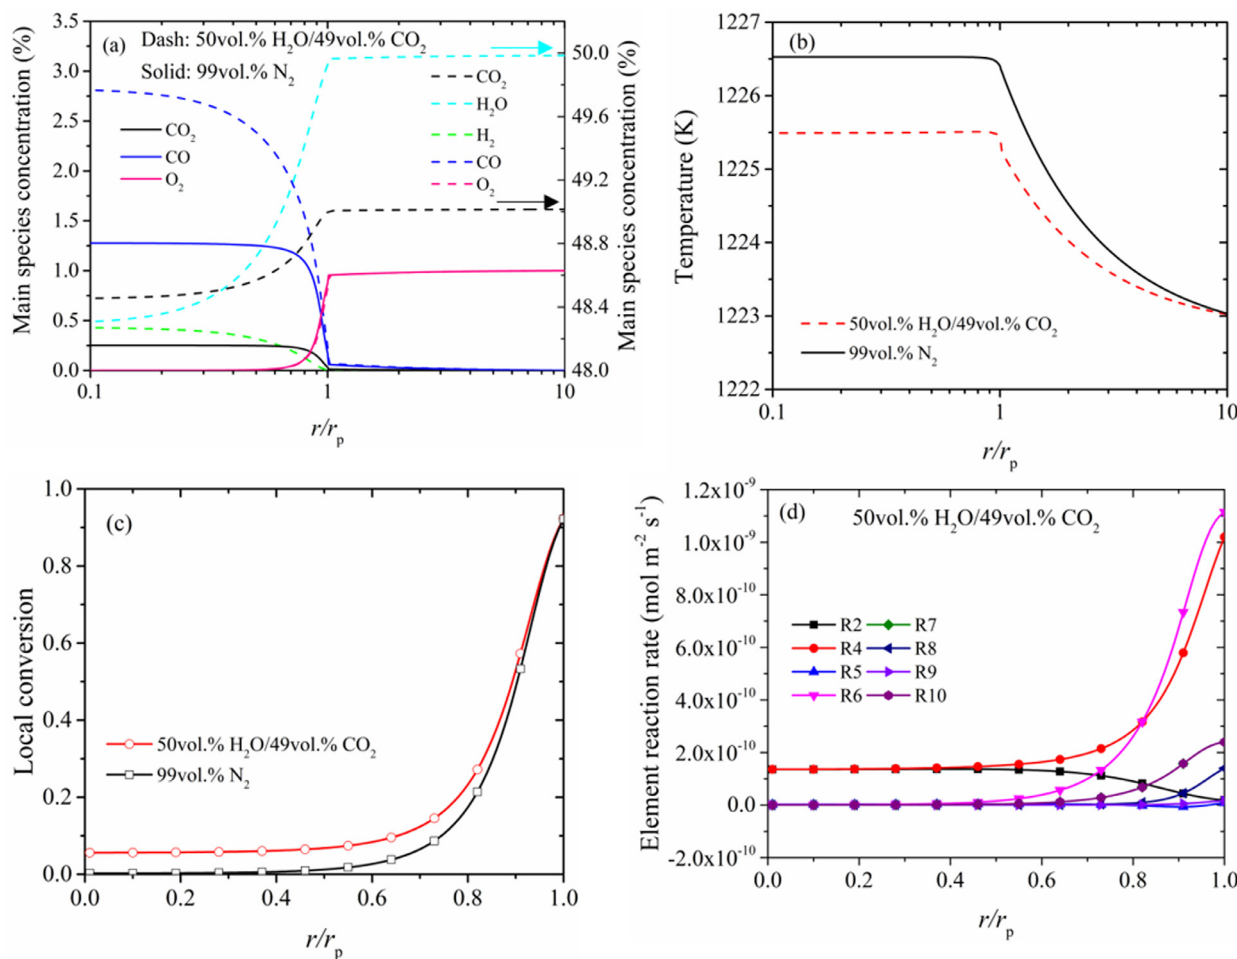 (a)
Dash: 50vol.% H₂O/49vol.% CO₂
Solid: 99vol.% N₂
CO₂
CO
O₂
CO₂
H₂O
H₂
CO
O₂
Main species concentration (%)
3.5
3.0
2.5
2.0
1.5
1.0
0.5
0.0
Main species concentration (%)
50.0
49.6
49.2
48.8
48.4
48.0
0.1
1
10
r/rₚ
(b)
Temperature (K)
1227
1226
1225
1224
1223
1222
50vol.% H₂O/49vol.% CO₂
99vol.% N₂
0.1
1
10
r/rₚ
(c)
Local conversion
1.0
0.8
0.6
0.4
0.2
0.0
50vol.% H₂O/49vol.% CO₂
99vol.% N₂
0.0
0.2
0.4
0.6
0.8
1.0
r/rₚ
(d)
50vol.% H₂O/49vol.% CO₂
Element reaction rate (mol m⁻² s⁻¹)
1.2x10⁻⁹
1.0x10⁻⁹
8.0x10⁻¹⁰
6.0x10⁻¹⁰
4.0x10⁻¹⁰
2.0x10⁻¹⁰
0.0
-2.0x10⁻¹⁰
R2
R7
R4
R8
R5
R9
R6
R10
0.0
0.2
0.4
0.6
0.8
1.0
r/rₚ